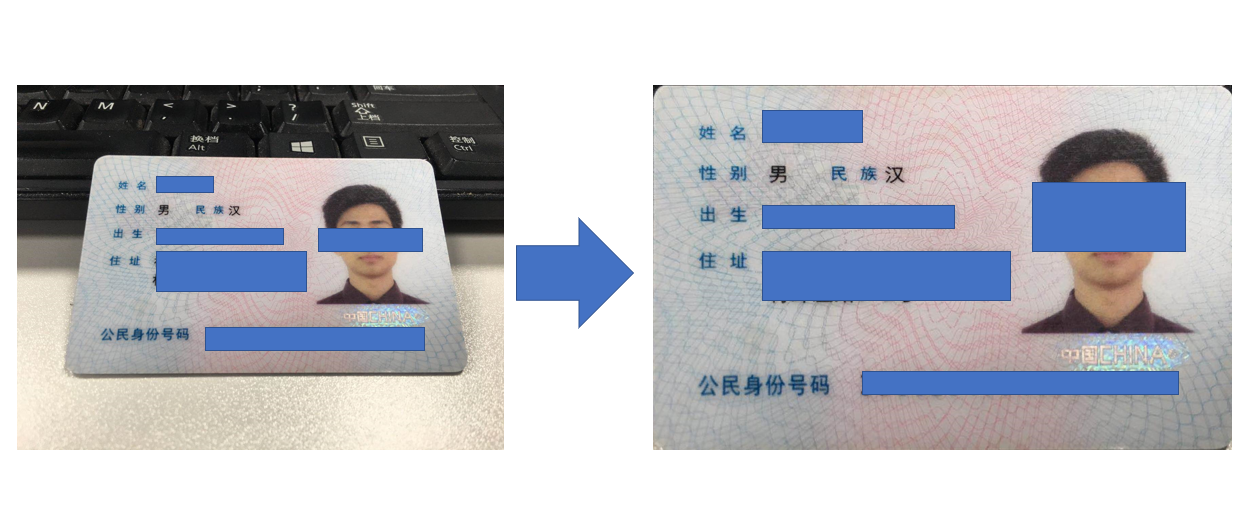 回车
N M < , > . ? / Shift 上档
换档 Alt 控制 Ctrl
姓 名
性 别 男 民 族 汉
出 生
住 址
中国CHINA
公民身份号码
姓 名
性 别 男 民 族 汉
出 生
住 址
中国CHINA
公民身份号码